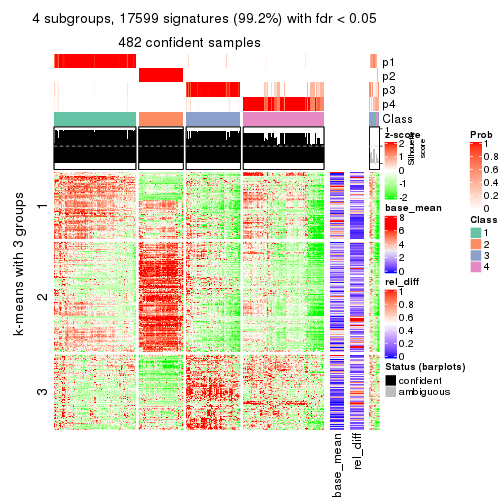 4 subgroups, 17599 signatures (99.2%) with fdr < 0.05
482 confident samples
p1
p2
p3
p4
Class
1
Silhouette
score
k-means with 3 groups
1
2
3
base_mean
rel_diff
z-score
2
1
0
-1
-2
base_mean
8
6
4
2
0
rel_diff
1
0.8
0.6
0.4
0.2
0
Status (barplots)
confident
ambiguous
Prob
1
0.8
0.6
0.4
0.2
0
Class
1
2
3
4